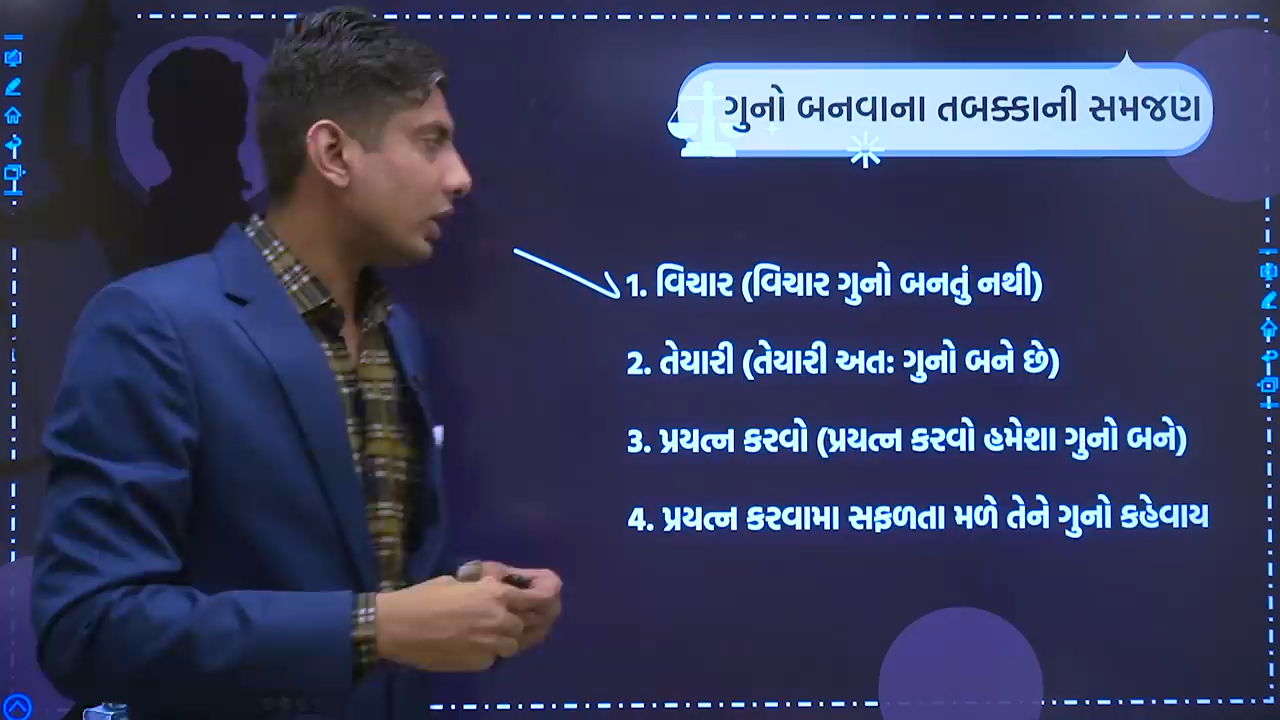 ગુનો બનવાના તબક્કાની સમજણ
1. વિચાર (વિચાર ગુનો બનતું નથી)
2. તેયારી (તેયારી અતઃ ગુનો બને છે)
3. પ્રયત્ન કરવો (પ્રયત્ન કરવો હમેશા ગુનો બને)
4. પ્રયત્ન કરવામા સફળતા મળે તેને ગુનો કહેવાય